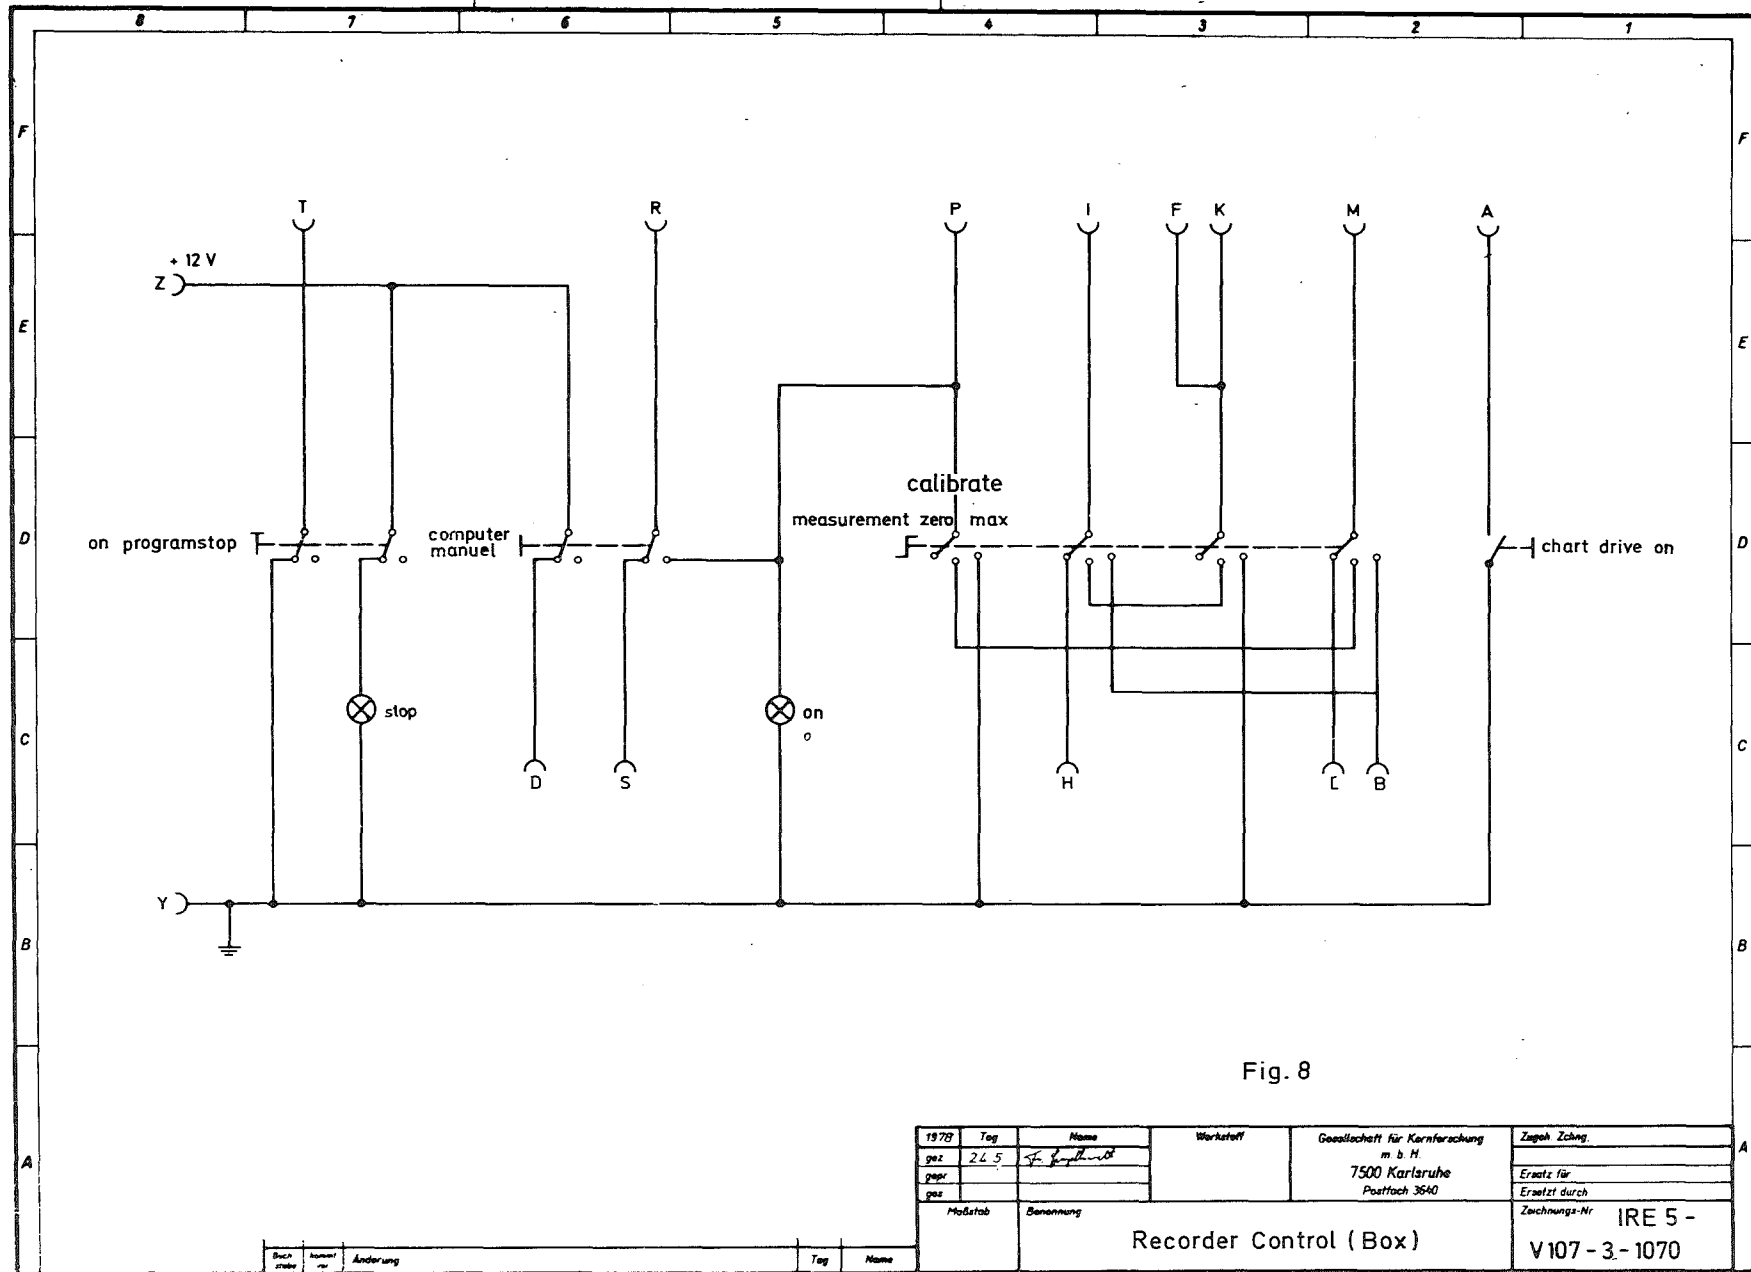 8 7 6 5 4 3 2 1
F F
T R P I F K M A
+ 12 V
Z
E E
calibrate
measurement zero max
D on programstop computer chart drive on D
manuel
stop on
C C
D S H C B
Y
B B
Fig. 8
A A
1978 Tag Name Werkstoff Gesellschaft für Kernforschung Zugeh. Zchng.
gez 24 5 m. b. H.
gepr 7500 Karlsruhe Ersatz für
ges Postfach 3640 Ersetzt durch
Maßstab Benennung Zeichnungs-Nr IRE 5 -
Recorder Control ( Box ) V 107 - 3 - 1070
Änderung Tag Name